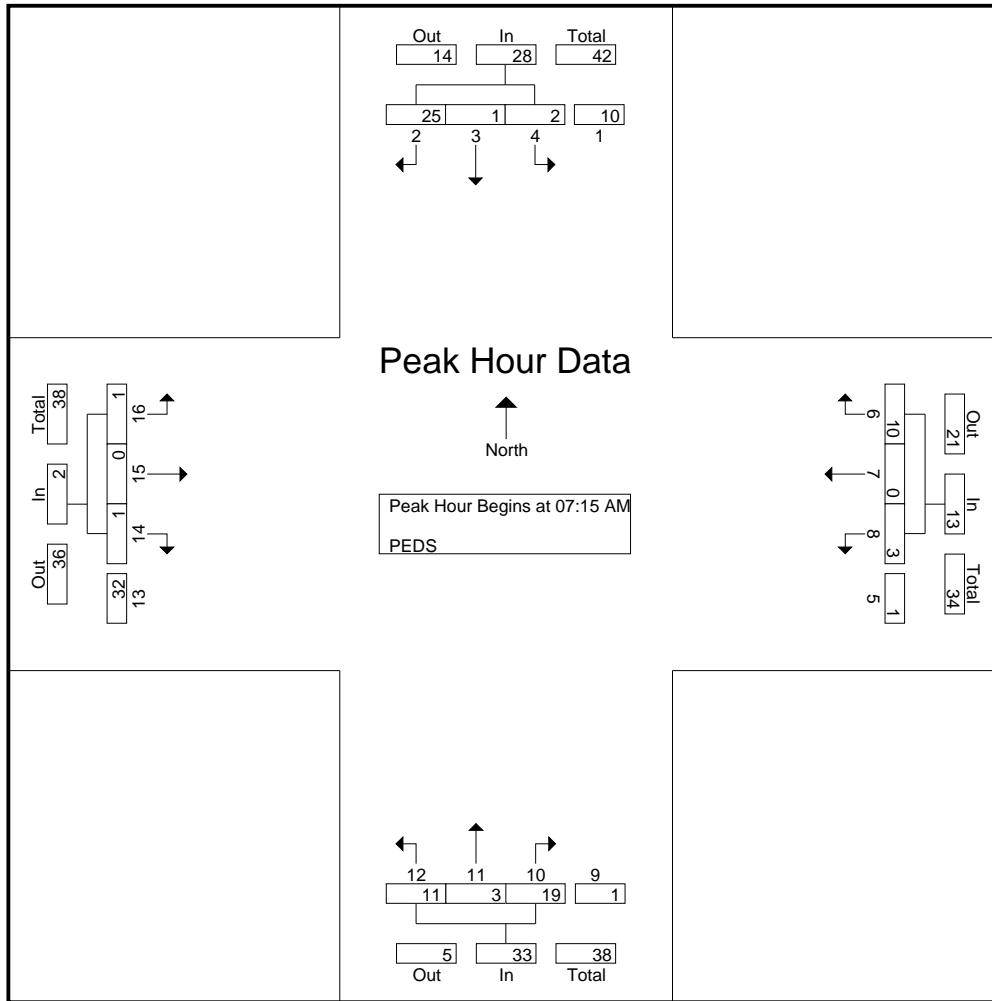 Out In Total
14 28 42
25 1 2 10
2 3 4 1
Peak Hour Data
North
Peak Hour Begins at 07:15 AM
PEDS
Total 38
In 2
Out 36
1 0 1 32
16 15 14 13
Out 21
In 13
Total 34
10 0 3 1
6 7 8 5
12 11 10 9
11 3 19 1
5 33 38
Out In Total